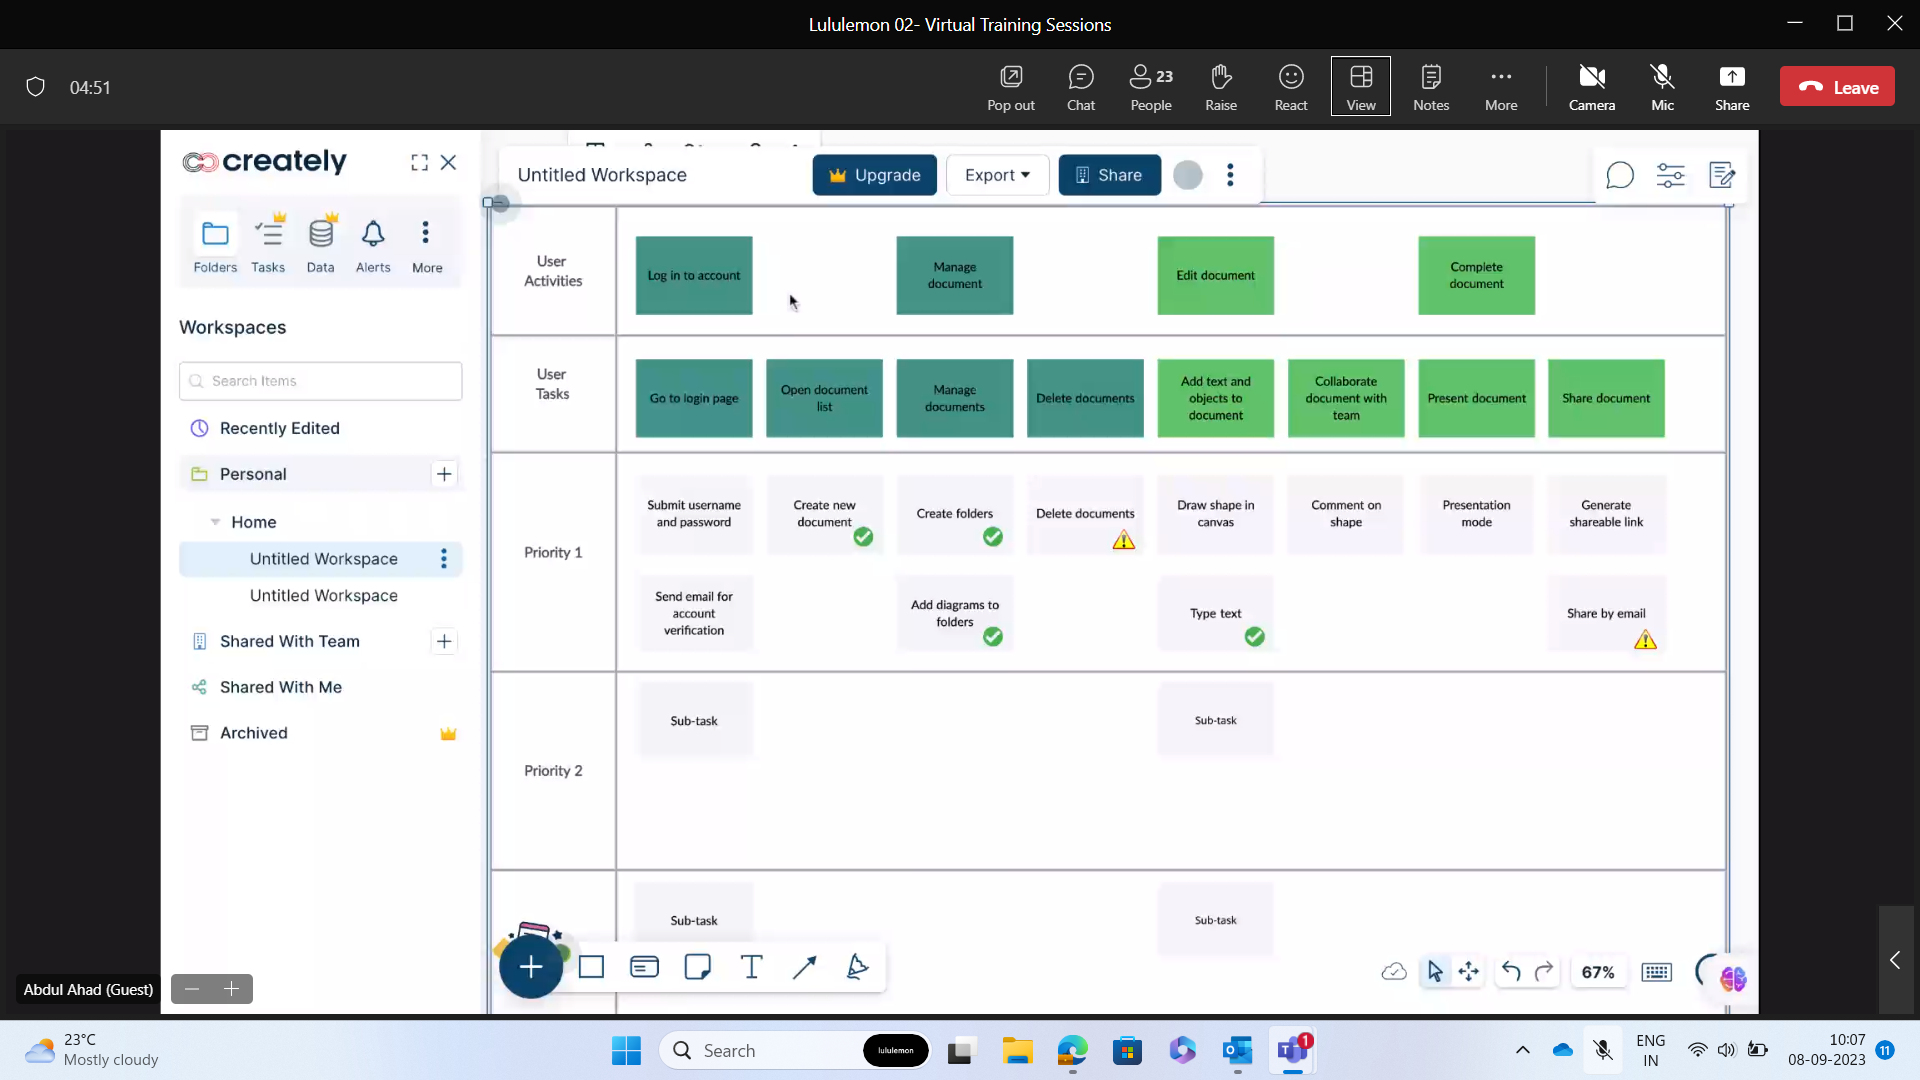 Lululemon 02- Virtual Training Sessions
04:51
Pop out
Chat
23
People
Raise
React
View
Notes
More
Camera
Mic
Share
Leave
creately
Folders
Tasks
Data
Alerts
More
Workspaces
Search Items
Recently Edited
Personal
Home
Untitled Workspace
Untitled Workspace
Shared With Team
Shared With Me
Archived
Untitled Workspace
Upgrade
Export
Share
User
Activities
Log in to account
Manage
document
Edit document
Complete
document
User
Tasks
Go to login page
Open document
list
Manage
documents
Delete documents
Add text and
objects to
document
Collaborate
document with
team
Present document
Share document
Priority 1
Submit username
and password
Create new
document
Create folders
Delete documents
Draw shape in
canvas
Comment on
shape
Presentation
mode
Generate
shareable link
Send email for
account
verification
Add diagrams to
folders
Type text
Share by email
Priority 2
Sub-task
Sub-task
Sub-task
Sub-task
T
67%
Abdul Ahad (Guest)
23°C
Mostly cloudy
Search
lululemon
1
ENG
IN
10:07
08-09-2023
11